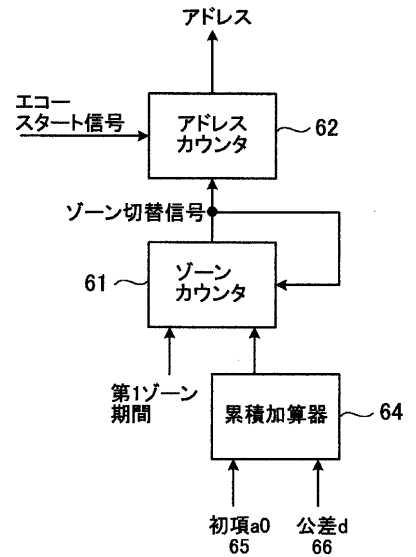 アドレス
エコー
スタート信号
アドレス
カウンタ
62
ゾーン切替信号
61
ゾーン
カウンタ
第1ゾーン
期間
累積加算器
64
初項a0
65
公差d
66